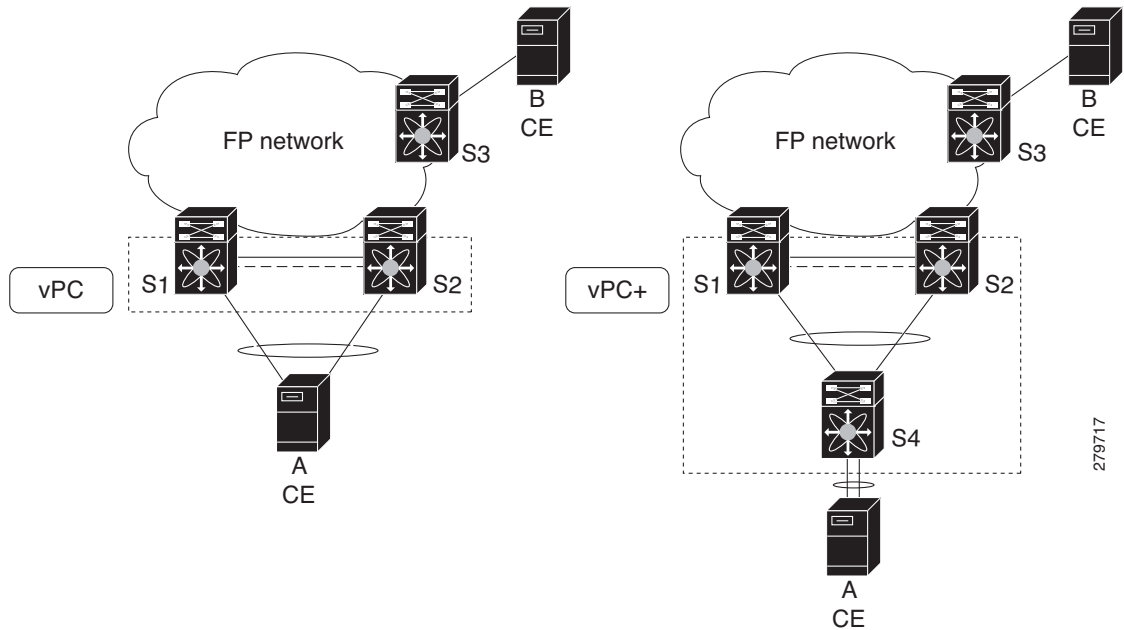 B
CE
FP network
S3
vPC
S1
S2
A
CE
B
CE
FP network
S3
vPC+
S1
S2
S4
A
CE
279717